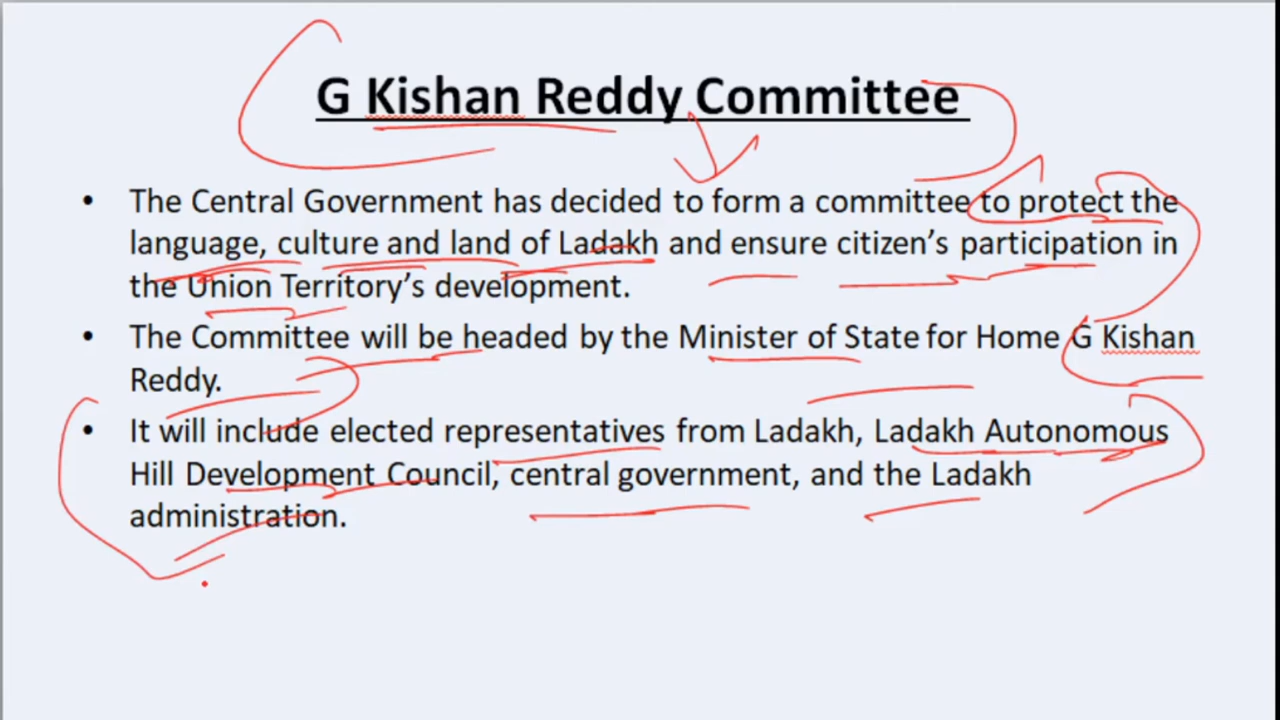 G Kishan Reddy Committee
• The Central Government has decided to form a committee to protect the
language, culture and land of Ladakh and ensure citizen’s participation in
the Union Territory’s development.
• The Committee will be headed by the Minister of State for Home G Kishan
Reddy.
• It will include elected representatives from Ladakh, Ladakh Autonomous
Hill Development Council, central government, and the Ladakh
administration.